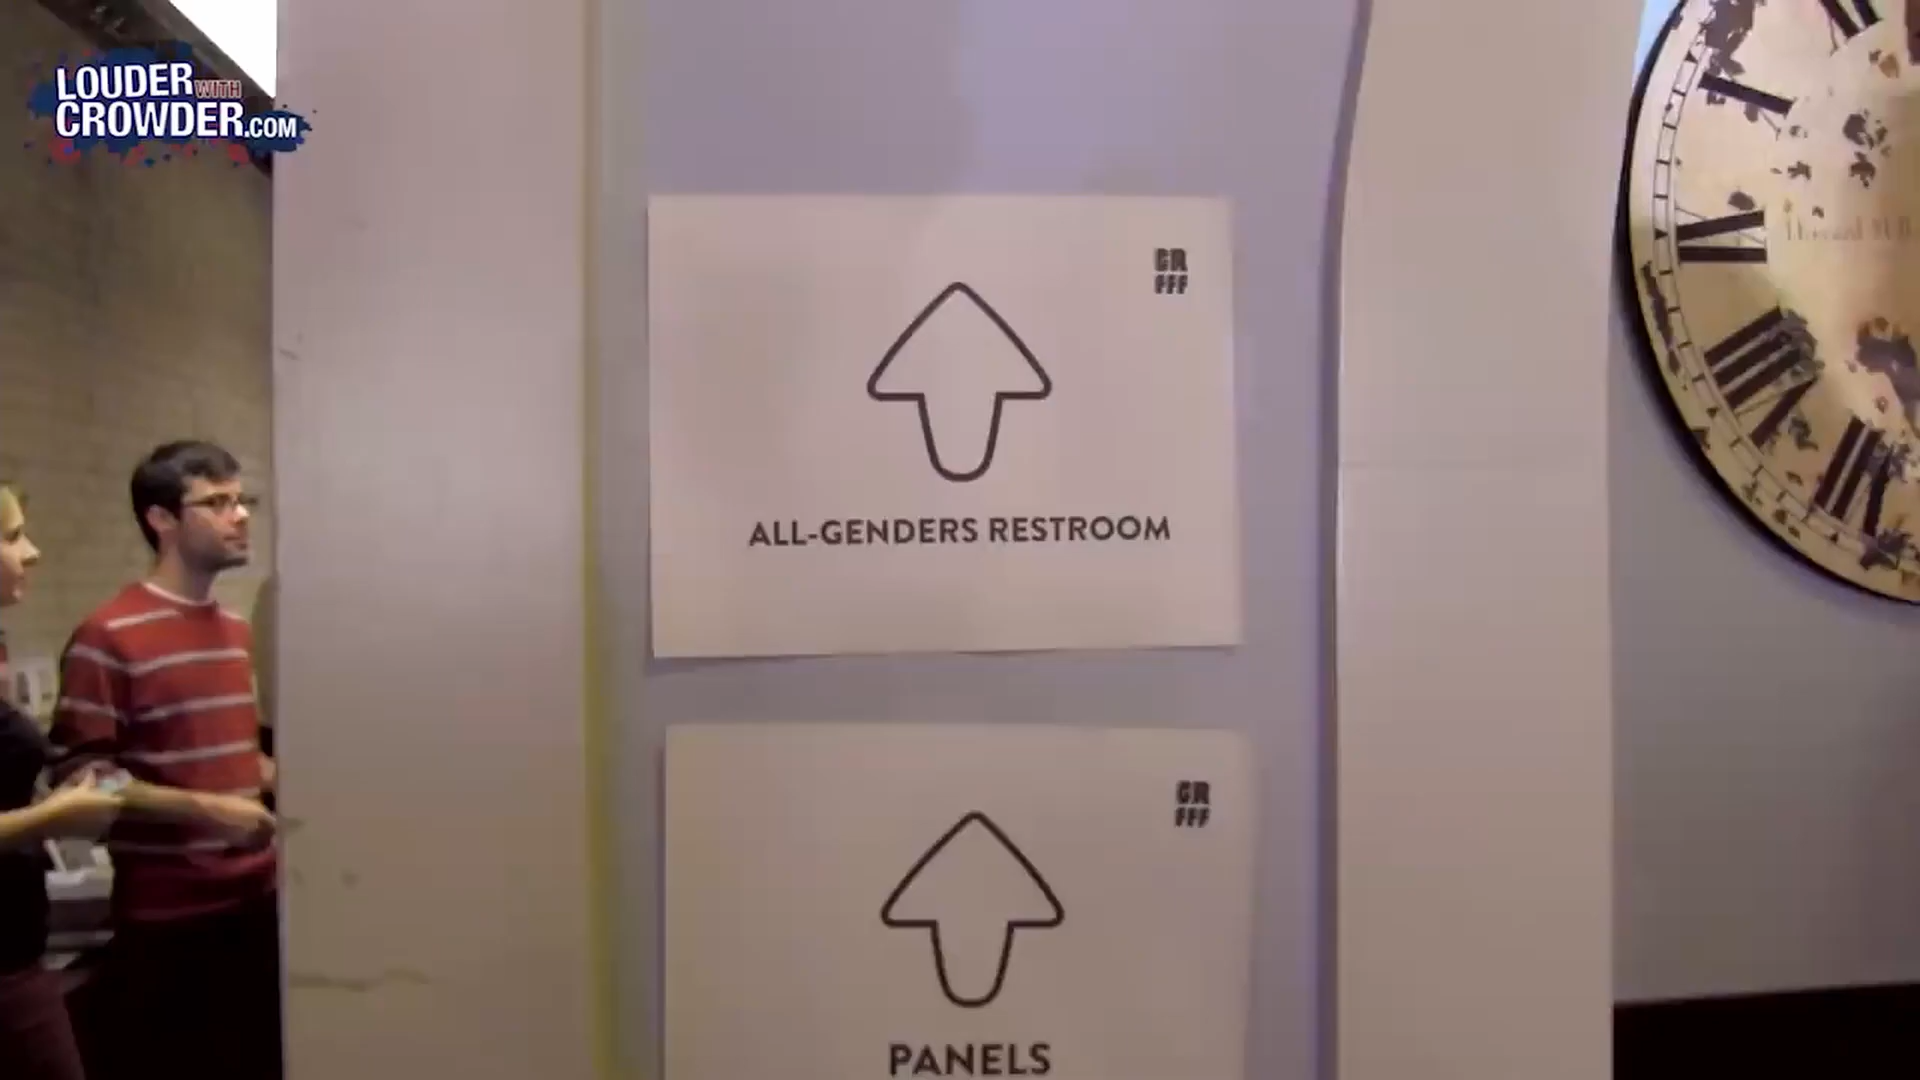 LOUDER WITH
CROWDER.COM
GR
FFF
ALL-GENDERS RESTROOM
GR
FFF
PANELS